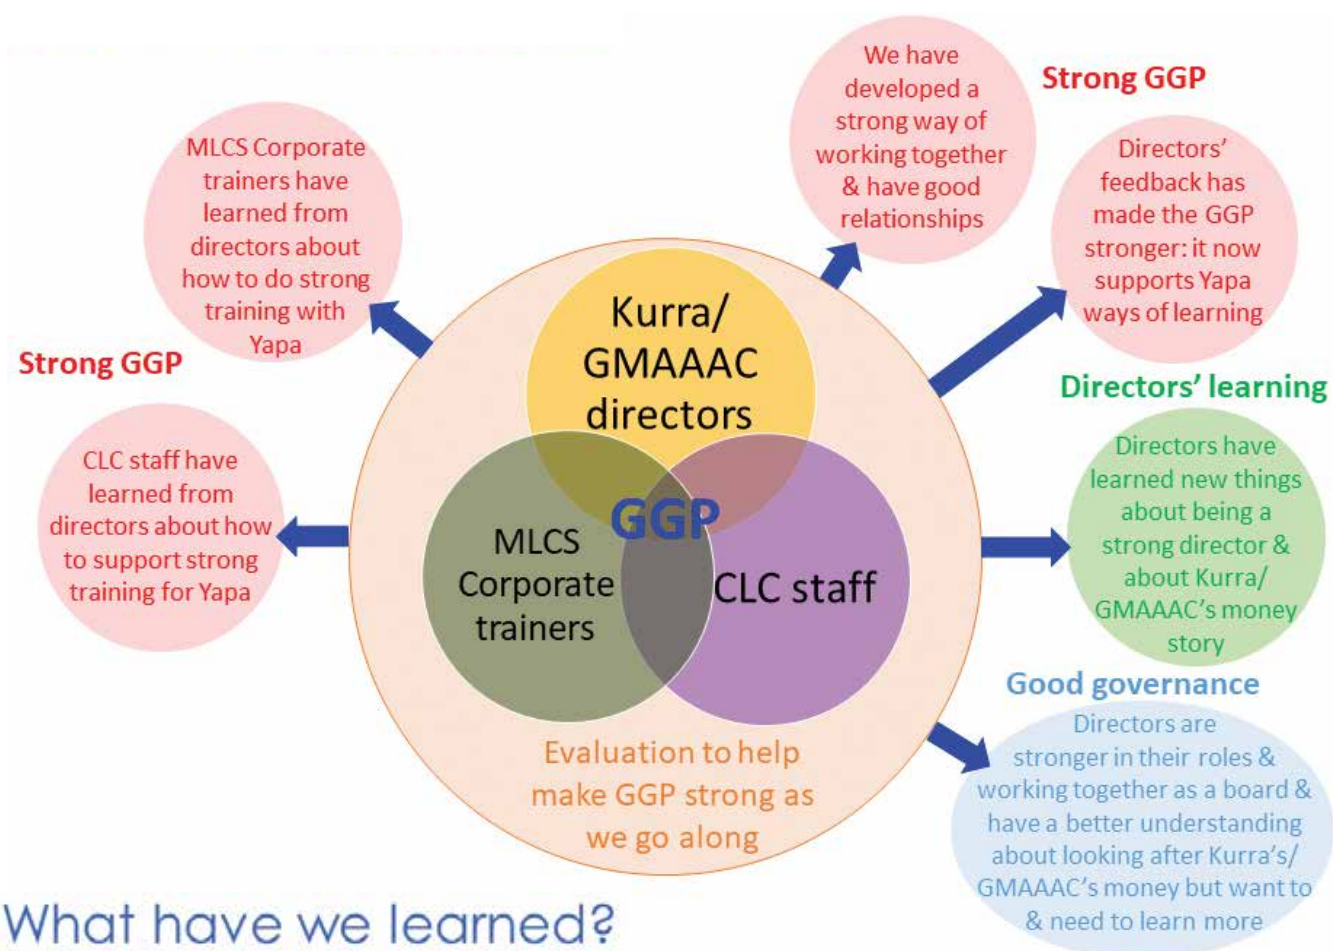 We have
developed a
strong way of
working together
& have good
relationships
Strong GGP
Directors’
feedback has
made the GGP
stronger: it now
supports Yapa
ways of learning
MLCS Corporate
trainers have
learned from
directors about
how to do strong
training with
Yapa
Strong GGP
CLC staff have
learned from
directors about how
to support strong
training for Yapa
Kurra/
GMAAAC
directors
GGP
MLCS
Corporate
trainers
CLC staff
Evaluation to help
make GGP strong as
we go along
Directors’ learning
Directors have
learned new things
about being a
strong director &
about Kurra/
GMAAAC’s money
story
Good governance
Directors are
stronger in their roles &
working together as a board &
have a better understanding
about looking after Kurra’s/
GMAAAC’s money but want to
& need to learn more
What have we learned?